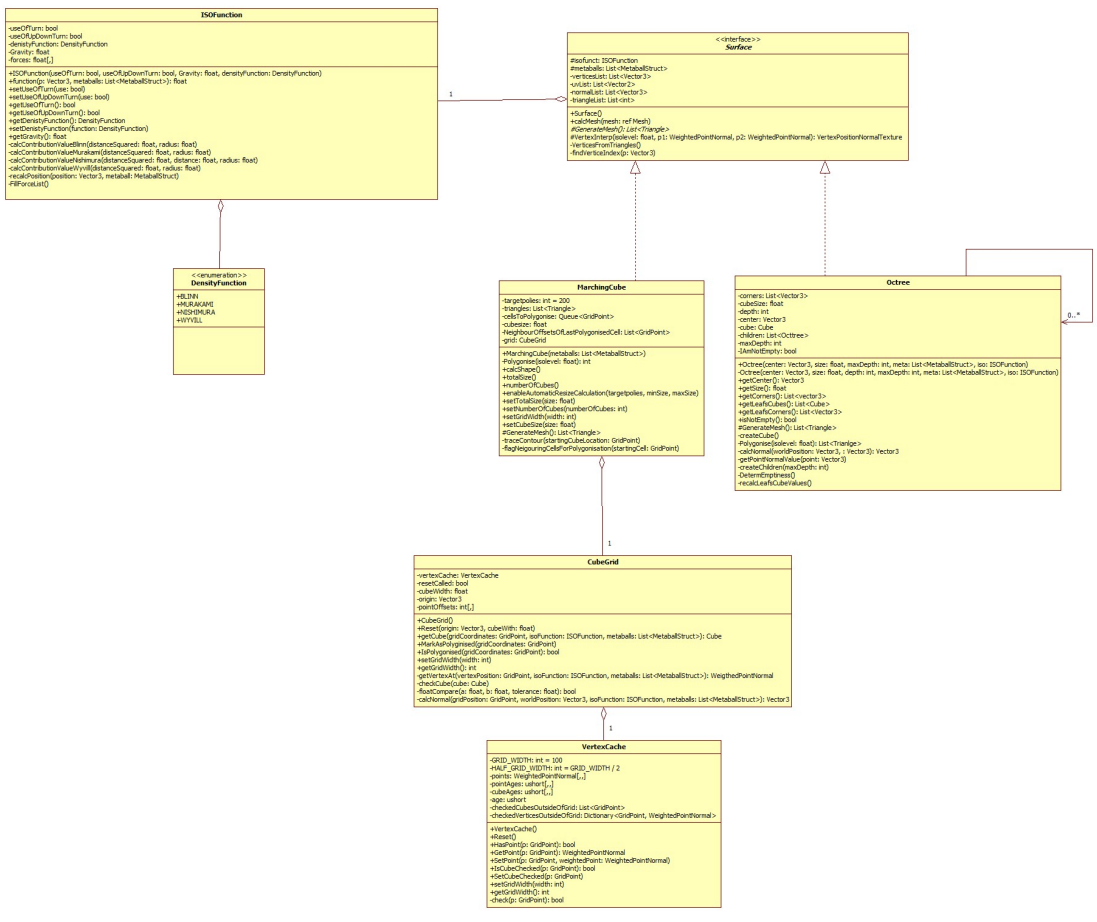 ISOFunction
-useOfTurn: bool
-useOfUpDownTurn: bool
-denistyFunction: DensityFunction
-Gravity: float
-forces: float[,]
+ISOFunction(useOfTurn: bool, useOfUpDownTurn: bool, Gravity: float, densityFunction: DensityFunction)
+function(p: Vector3, metaballs: List<MetaballStruct>): float
+setUseOfTurn(use: bool)
+setUseOfUpDownTurn(use: bool)
+getUseOfTurn(): bool
+getUseOfUpDownTurn(): bool
+getDenistyFunction(): DensityFunction
+setDenistyFunction(function: DensityFunction)
+getGravity(): float
-calcContributionValueBlinn(distanceSquared: float, radius: float)
-calcContributionValueMurakami(distanceSquared: float, radius: float)
-calcContributionValueNishimura(distanceSquared: float, distance: float, radius: float)
-calcContributionValueWyvill(distanceSquared: float, radius: float)
-recalcPosition(position: Vector3, metaball: MetaballStruct)
-FillForceList()
1
<<interface>>
Surface
#isofunct: ISOFunction
#metaballs: List<MetaballStruct>
-verticesList: List<Vector3>
-uvList: List<Vector2>
-normalList: List<Vector3>
-triangleList: List<int>
+Surface()
+calcMesh(mesh: ref Mesh)
#GenerateMesh(): List<Triangle>
#VertexInterp(isolevel: float, p1: WeightedPointNormal, p2: WeightedPointNormal): VertexPositionNormalTexture
-VerticesFromTriangles()
-findVerticeIndex(p: Vector3)
<<enumeration>>
DensityFunction
+BLINN
+MURAKAMI
+NISHIMURA
+WYVILL
MarchingCube
-targetpolies: int = 200
-triangles: List<Triangle>
-cellsToPolygonise: Queue<GridPoint>
-cubesize: float
-NeighbourOffsetsOfLastPolygonisedCell: List<GridPoint>
-grid: CubeGrid
+MarchingCube(metaballs: List<MetaballStruct>)
-Polygonise(isolevel: float): int
+calcShape()
+totalSize()
+numberOfCubes()
+enableAutomaticResizeCalculation(targetpolies, minSize, maxSize)
+setTotalSize(size: float)
+setNumberOfCubes(numberOfCubes: int)
+setGridWidth(width: int)
+setCubeSize(size: float)
#GenerateMesh(): List<Triangle>
-traceContour(startingCubeLocation: GridPoint)
-flagNeigouringCellsForPolygonisation(startingCell: GridPoint)
Octree
-corners: List<Vector3>
-cubeSize: float
-depth: int
-center: Vector3
-cube: Cube
-children: List<Octtree>
-maxDepth: int
-IAmNotEmpty: bool
+Octree(center: Vector3, size: float, maxDepth: int, meta: List<MetaballStruct>, iso: ISOFunction)
-Octree(center: Vector3, size: float, depth: int, maxDepth: int, meta: List<MetaballStruct>, iso: ISOFunction)
+getCenter(): Vector3
+getSize(): float
+getCorners(): List<vector3>
+getLeafsCubes(): List<Cube>
+getLeafsCorners(): List<Vector3>
+isNotEmpty(): bool
#GenerateMesh(): List<Triangle>
-createCube()
-Polygonise(isolevel: float): List<Trianlge>
-calcNormal(worldPosition: Vector3, : Vector3): Vector3
-getPointNormalValue(point: Vector3)
-createChildren(maxDepth: int)
-DetermEmptiness()
-recalcLeafsCubeValues()
0..*
1
CubeGrid
-vertexCache: VertexCache
-resetCalled: bool
-cubeWidth: float
-origin: Vector3
-pointOffsets: int[,]
+CubeGrid()
+Reset(origin: Vector3, cubeWith: float)
+getCube(gridCoordinates: GridPoint, isoFunction: ISOFunction, metaballs: List<MetaballStruct>): Cube
+MarkAsPolyginised(gridCoordinates: GridPoint)
+IsPolygonised(gridCoordinates: GridPoint): bool
+setGridWidth(width: int)
+getGridWidth(): int
-getVertexAt(vertexPosition: GridPoint, isoFunction: ISOFunction, metaballs: List<MetaballStruct>): WeigthedPointNormal
-checkCube(cube: Cube)
-floatCompare(a: float, b: float, tolerance: float): bool
-calcNormal(gridPosition: GridPoint, worldPosition: Vector3, isoFunction: ISOFunction, metaballs: List<MetaballStruct>): Vector3
1
VertexCache
-GRID_WIDTH: int = 100
-HALF_GRID_WIDTH: int = GRID_WIDTH / 2
-points: WeightedPointNormal[,,]
-pointAges: ushort[,,]
-cubeAges: ushort[,,]
-age: ushort
-checkedCubesOutsideOfGrid: List<GridPoint>
-checkedVerticesOutsideOfGrid: Dictionary<GridPoint, WeightedPointNormal>
+VertexCache()
+Reset()
+HasPoint(p: GridPoint): bool
+GetPoint(p: GridPoint): WeightedPointNormal
+SetPoint(p: GridPoint, weightedPoint: WeightedPointNormal)
+IsCubeChecked(p: GridPoint): bool
+SetCubeChecked(p: GridPoint)
+setGridWidth(width: int)
+getGridWidth(): int
-check(p: GridPoint): bool